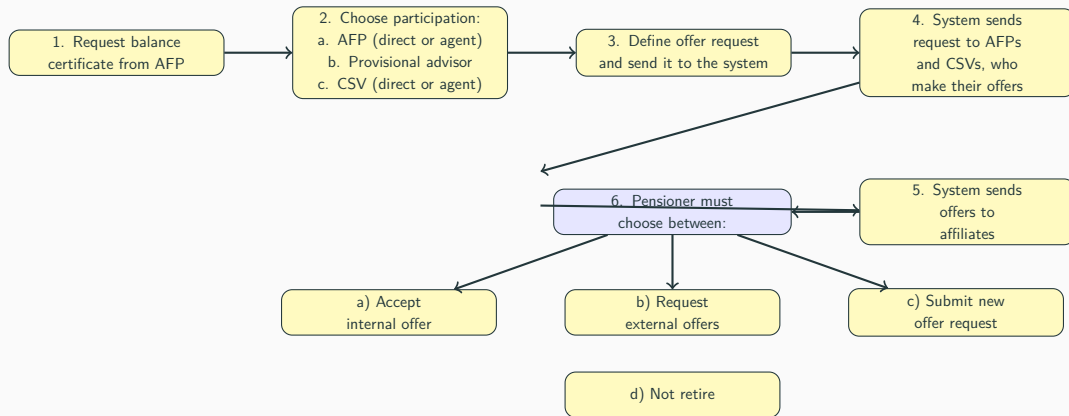 1. Request balance
certificate from AFP
2. Choose participation:
a. AFP (direct or agent)
b. Provisional advisor
c. CSV (direct or agent)
3. Define offer request
and send it to the system
4. System sends
request to AFPs
and CSVs, who
make their offers
6. Pensioner must
choose between:
5. System sends
offers to
affiliates
a) Accept
internal offer
b) Request
external offers
c) Submit new
offer request
d) Not retire